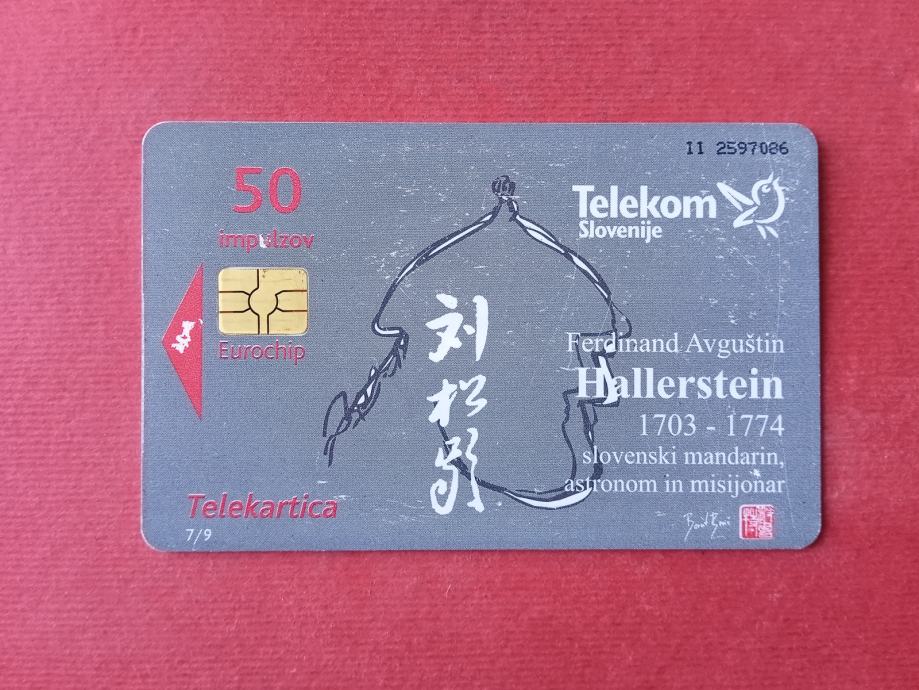 11 2597086
50
impulzov
Telekom
Slovenije
Eurochip
刘松龄
Ferdinand Avguštin
Hallerstein
1703 - 1774
slovenski mandarin,
astronom in misijonar
Telekartica
7/9